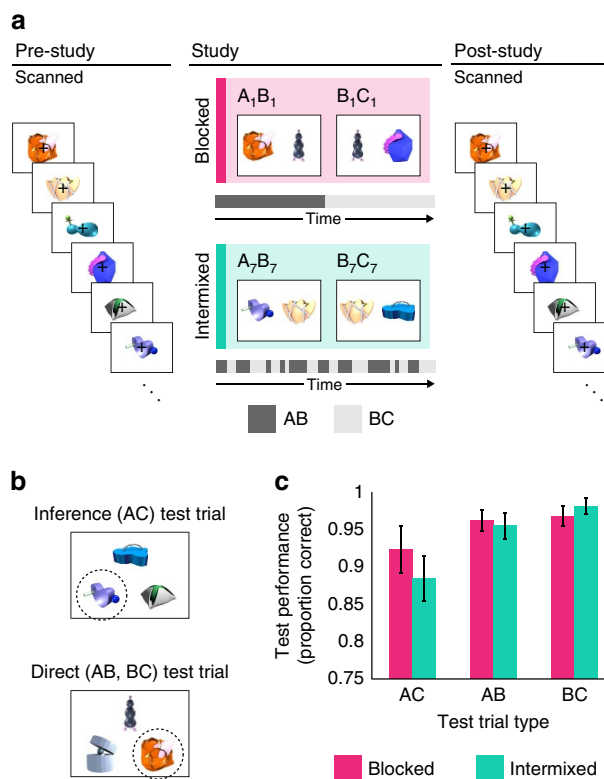 a
Pre-study
Study
Post-study
Scanned
Scanned
Blocked
A₁B₁
B₁C₁
Time
Intermixed
A₇B₇
B₇C₇
Time
AB
BC
b
Inference (AC) test trial
Direct (AB, BC) test trial
c
Test performance
(proportion correct)
1
0.95
0.9
0.85
0.8
0.75
AC
AB
BC
Test trial type
Blocked
Intermixed